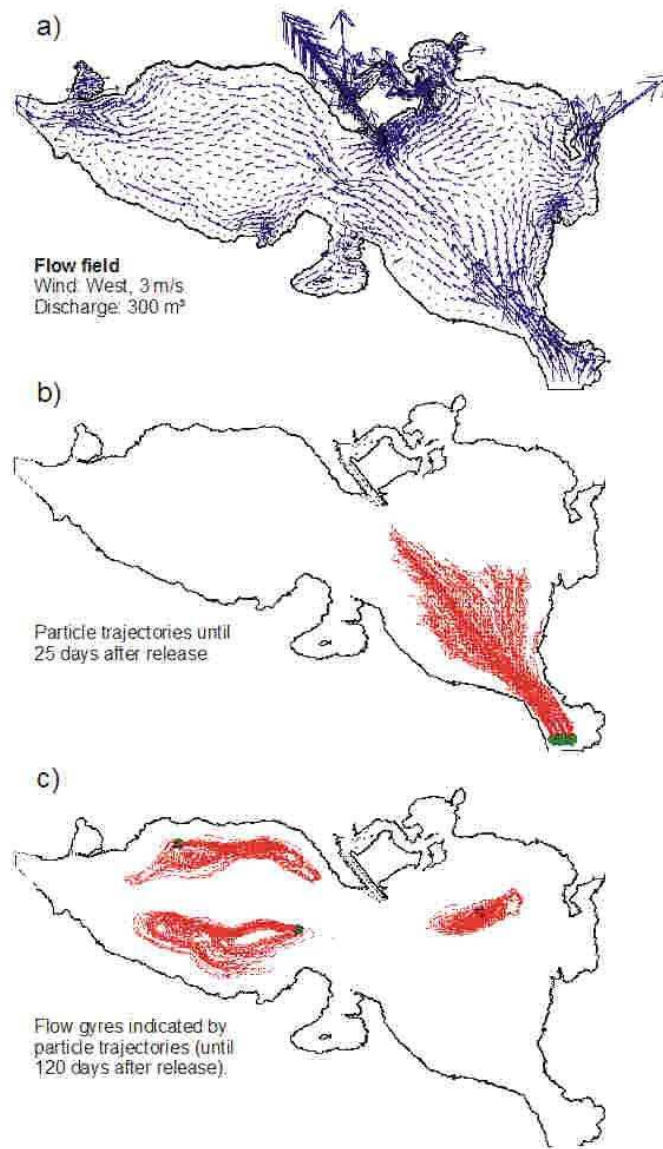 a)
Flow field
Wind: West, 3 m/s
Discharge: 300 m³
b)
Particle trajectories until
25 days after release
c)
Flow gyres indicated by
particle trajectories (until
120 days after release).